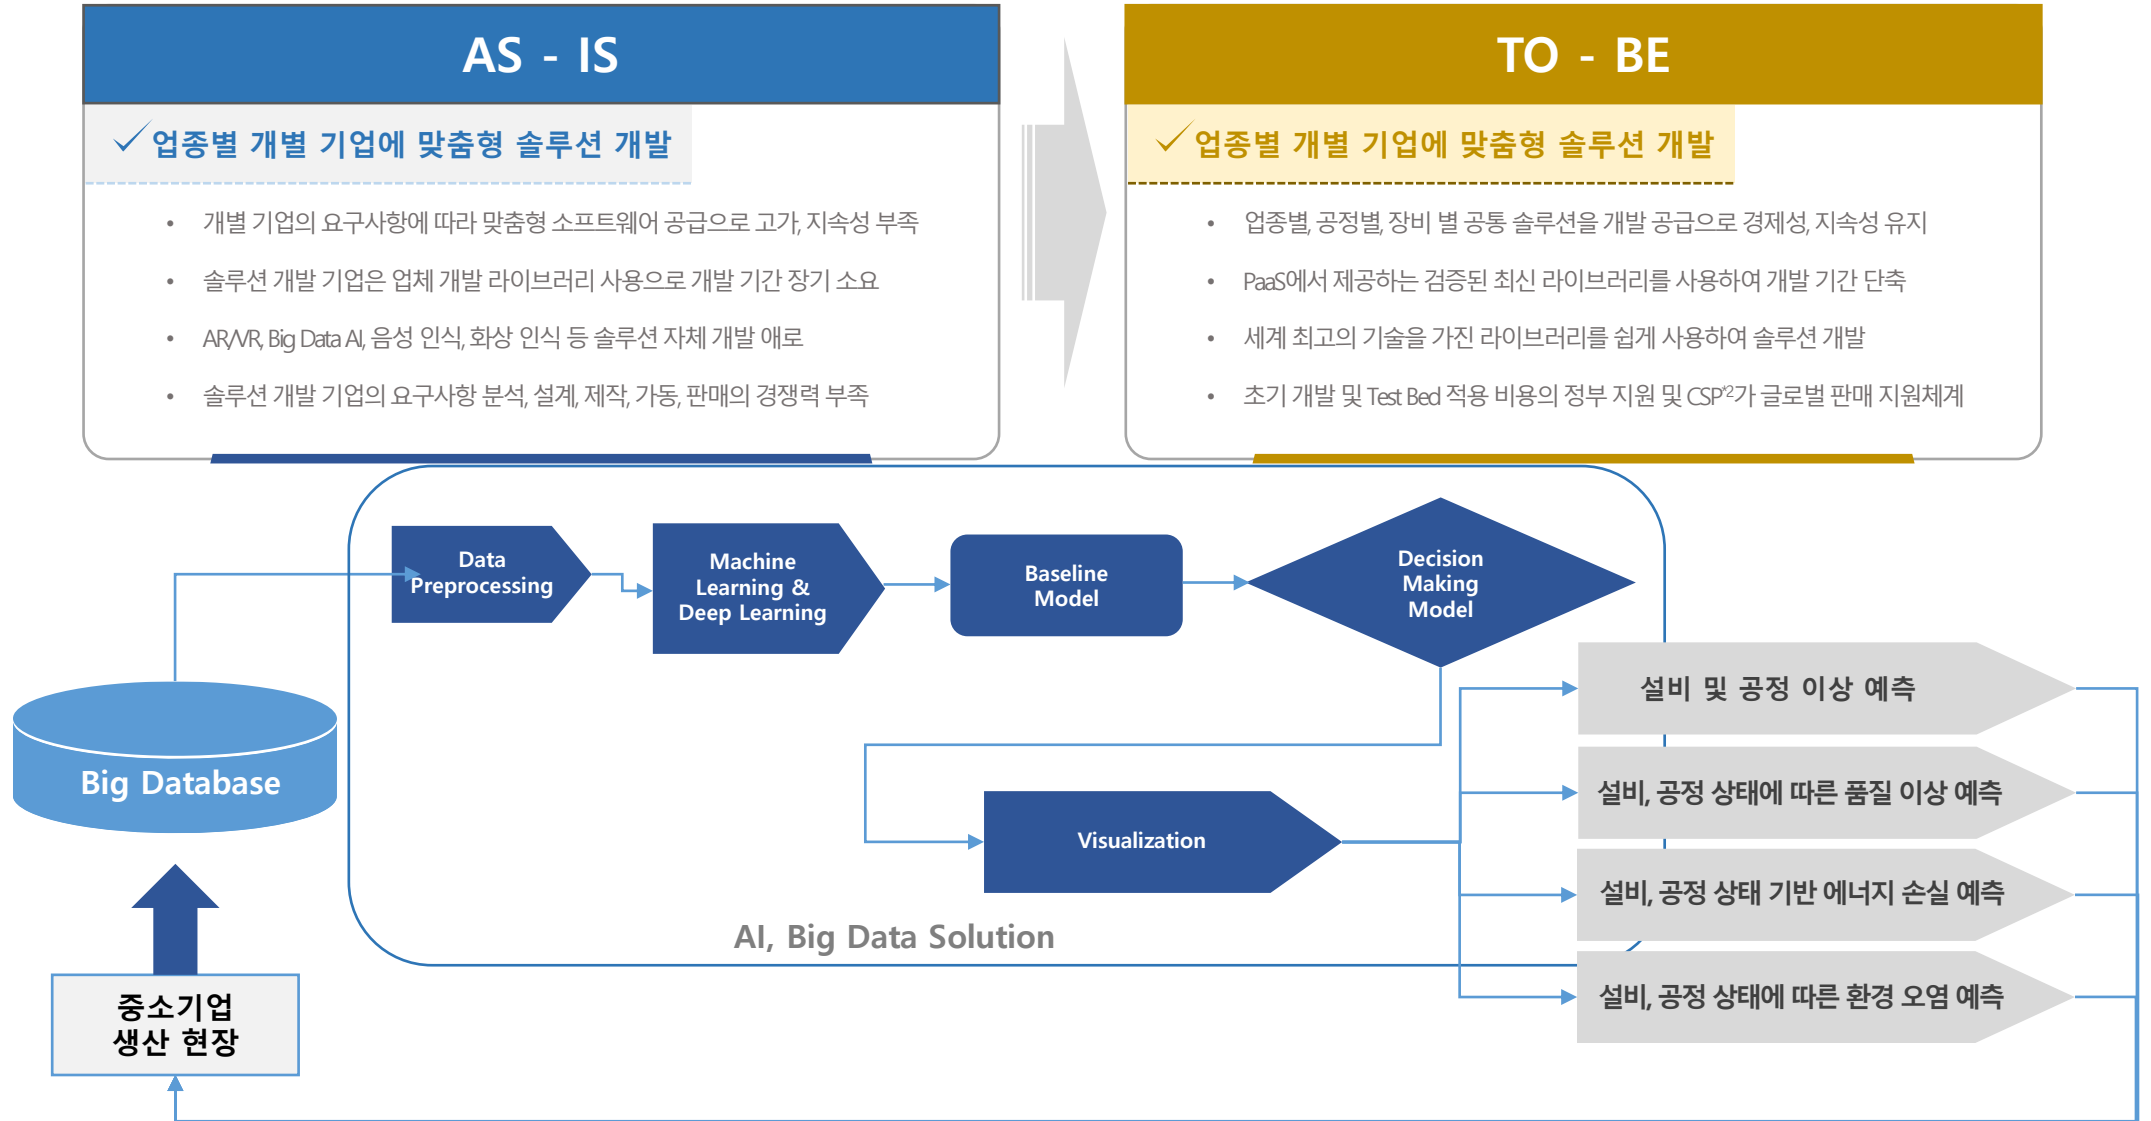 AS - IS
업종별 개별 기업에 맞춤형 솔루션 개발
• 개별 기업의 요구사항에 따라 맞춤형 소프트웨어 공급으로 고가, 지속성 부족
• 솔루션 개발 기업은 업체 개발 라이브러리 사용으로 개발 기간 장기 소요
• AR/VR, Big Data AI, 음성 인식, 화상 인식 등 솔루션 자체 개발 애로
• 솔루션 개발 기업의 요구사항 분석, 설계, 제작, 가동, 판매의 경쟁력 부족
TO - BE
업종별 개별 기업에 맞춤형 솔루션 개발
• 업종별, 공정별, 장비 별 공통 솔루션을 개발 공급으로 경제성, 지속성 유지
• PaaS에서 제공하는 검증된 최신 라이브러리를 사용하여 개발 기간 단축
• 세계 최고의 기술을 가진 라이브러리를 쉽게 사용하여 솔루션 개발
• 초기 개발 및 Test Bed 적용 비용의 정부 지원 및 CSP*2가 글로벌 판매 지원체계
Data
Preprocessing
Machine
Learning &
Deep Learning
Baseline
Model
Decision
Making
Model
Big Database
Visualization
설비 및 공정 이상 예측
설비, 공정 상태에 따른 품질 이상 예측
설비, 공정 상태 기반 에너지 손실 예측
설비, 공정 상태에 따른 환경 오염 예측
AI, Big Data Solution
중소기업
생산 현장